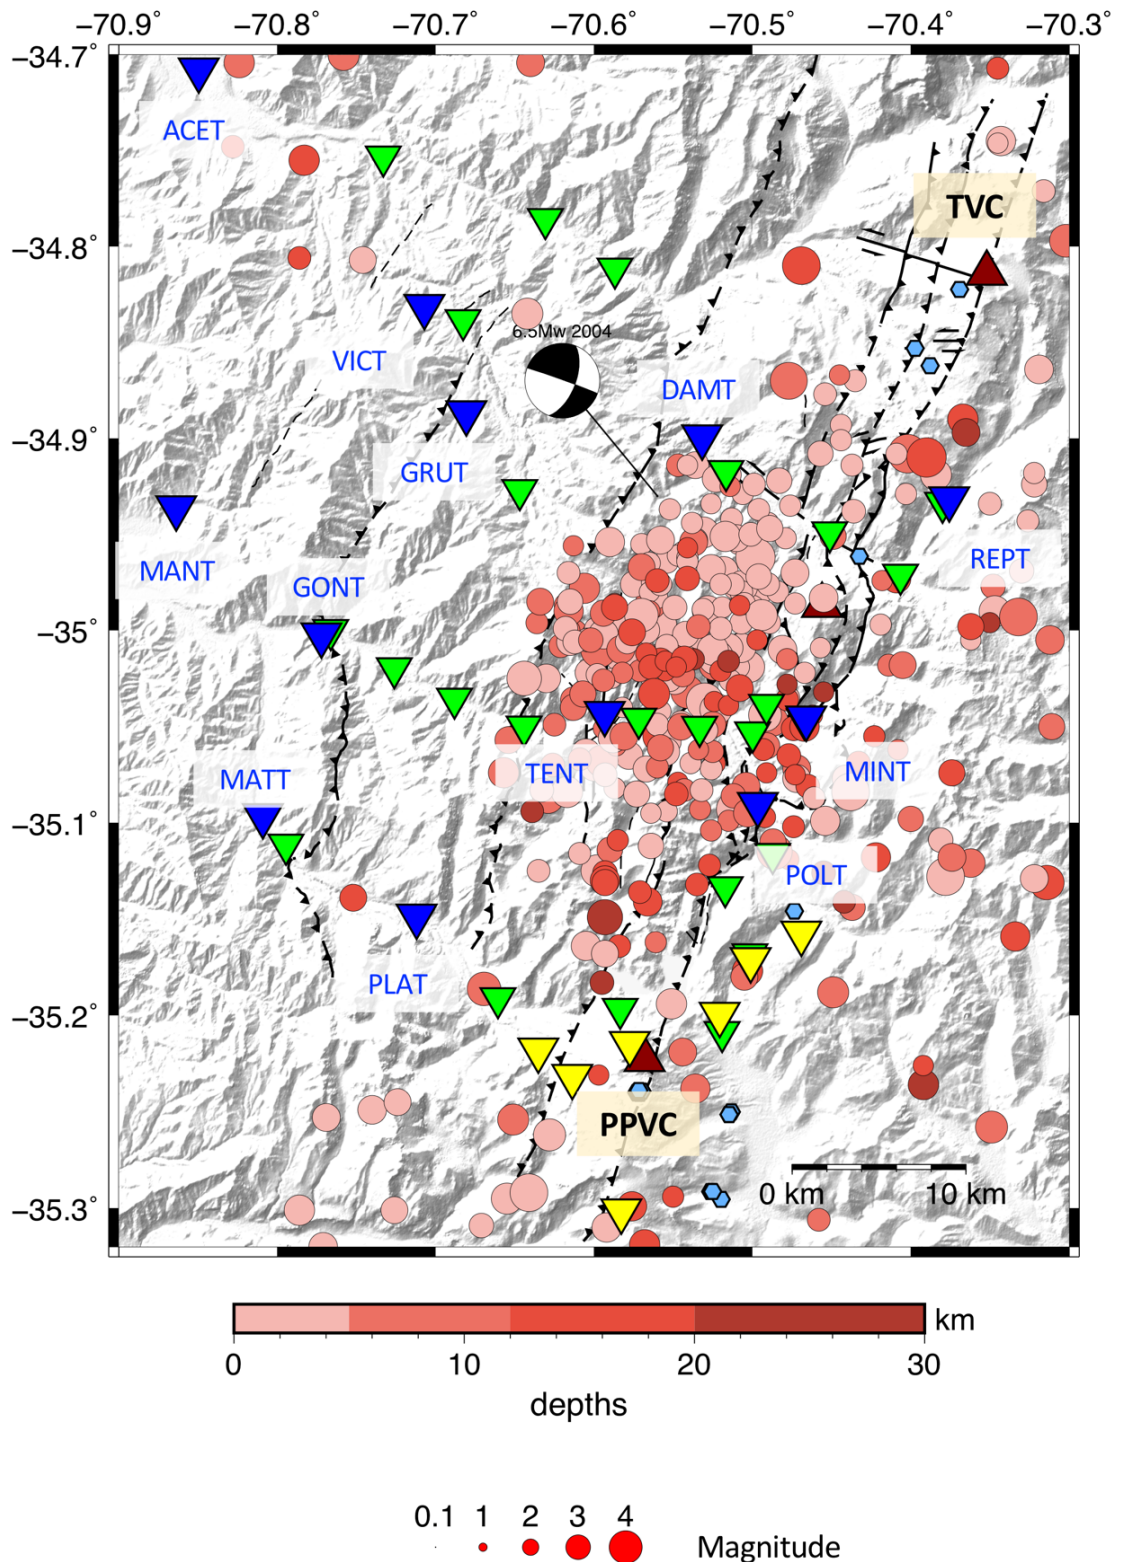 −70.9˚ −70.8˚ −70.7˚ −70.6˚ −70.5˚ −70.4˚ −70.3˚
−34.7˚
ACET
TVC
−34.8˚
6.5Mw 2004
VICT
DAMT
−34.9˚
GRUT
REPT
MANT
GONT
−35˚
TENT
MINT
MATT
−35.1˚
POLT
PLAT
−35.2˚
PPVC
0 km 10 km
−35.3˚
km
0 10 20 30
depths
0.1 1 2 3 4
Magnitude